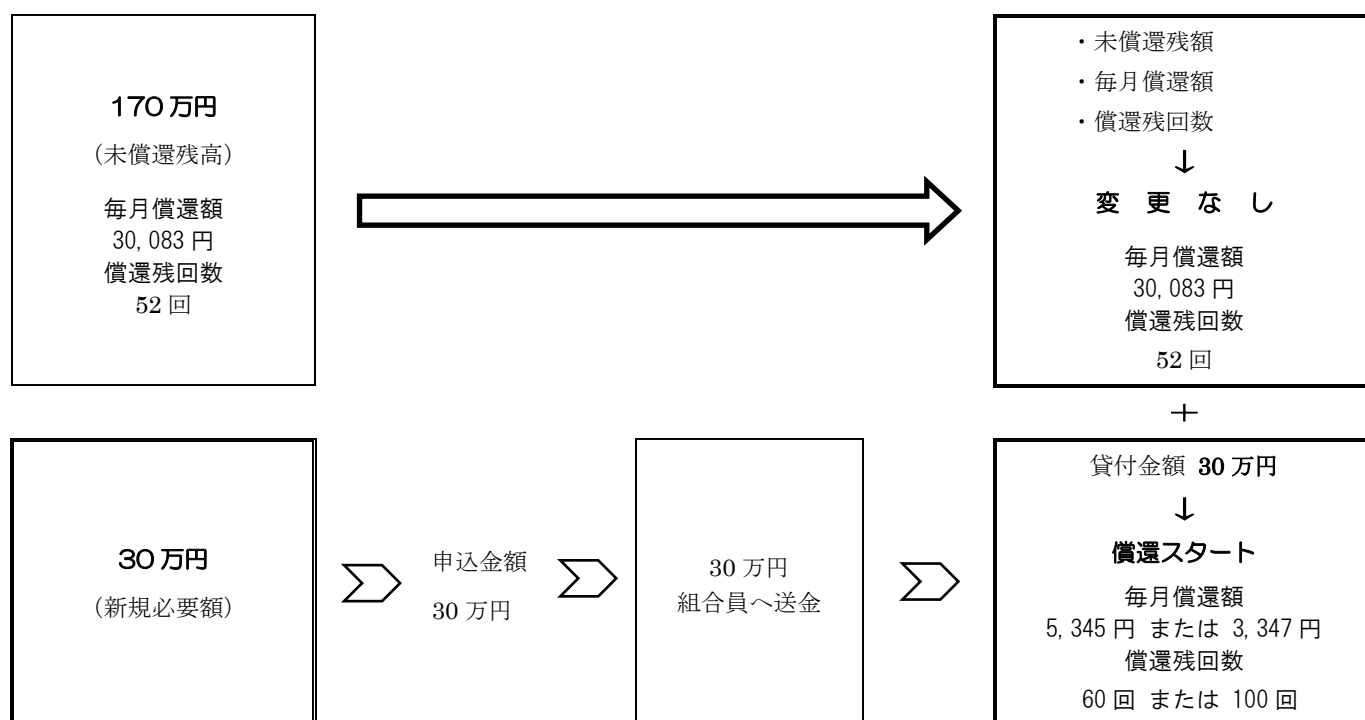 170万円
(未償還残高)
毎月償還額
30,083円
償還残回数
52回
・未償還残額
・毎月償還額
・償還残回数
↓
変 更 な し
毎月償還額
30,083円
償還残回数
52回
+
30万円
(新規必要額)
申込金額
30万円
30万円
組合員へ送金
貸付金額 30万円
↓
償還スタート
毎月償還額
5,345円 または 3,347円
償還残回数
60回 または 100回